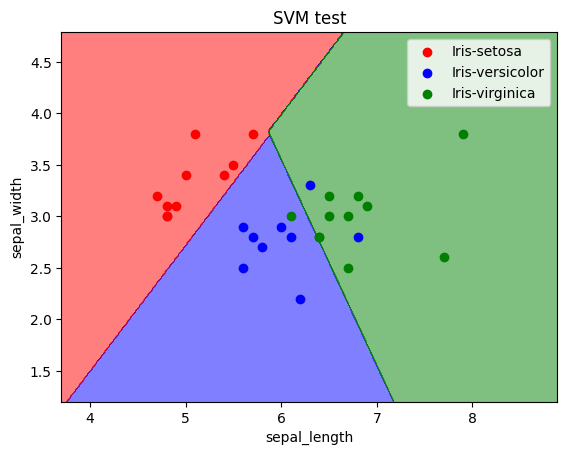 SVM test
Iris-setosa
Iris-versicolor
Iris-virginica
4.5
4.0
3.5
3.0
2.5
2.0
1.5
sepal_width
4 5 6 7 8
sepal_length